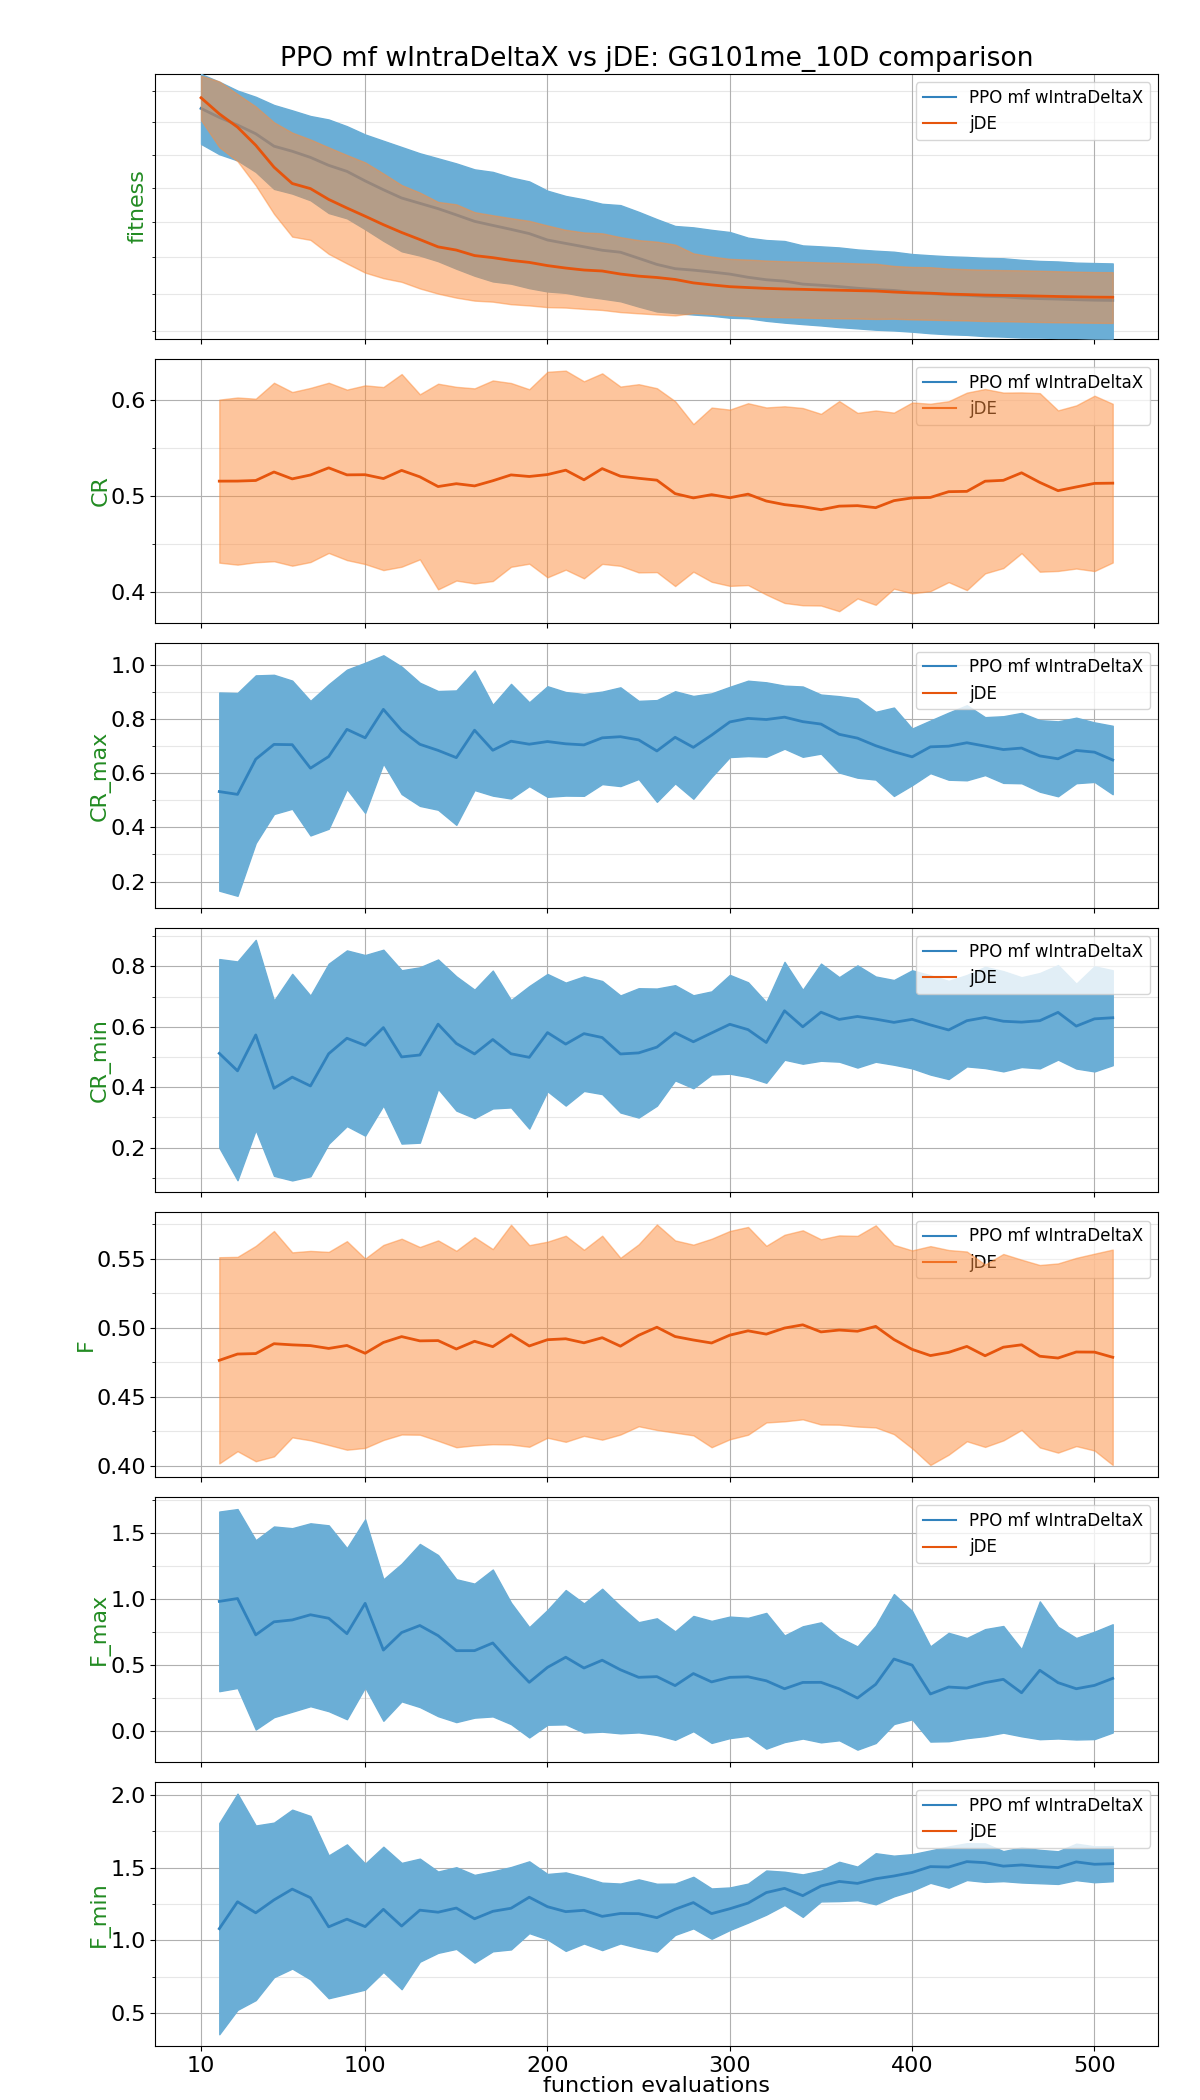 PPO mf wIntraDeltaX vs jDE: GG101me_10D comparison
fitness
PPO mf wIntraDeltaX
jDE
CR
0.6
0.5
0.4
PPO mf wIntraDeltaX
jDE
CR_max
1.0
0.8
0.6
0.4
0.2
PPO mf wIntraDeltaX
jDE
CR_min
0.8
0.6
0.4
0.2
PPO mf wIntraDeltaX
jDE
F
0.55
0.50
0.45
0.40
PPO mf wIntraDeltaX
jDE
F_max
1.5
1.0
0.5
0.0
PPO mf wIntraDeltaX
jDE
F_min
2.0
1.5
1.0
0.5
PPO mf wIntraDeltaX
jDE
10 100 200 300 400 500
function evaluations